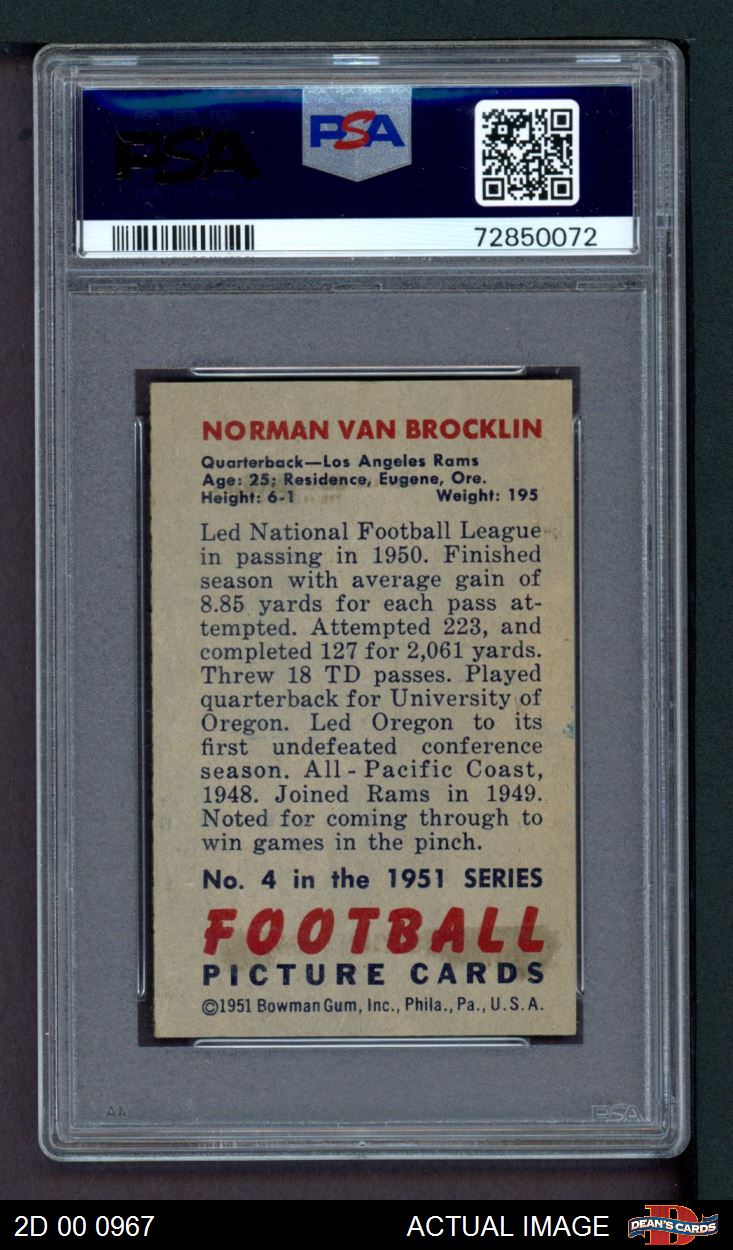 PSA
PSA
72850072
NORMAN VAN BROCKLIN
Quarterback—Los Angeles Rams
Age: 25; Residence, Eugene, Ore.
Height: 6-1 Weight: 195
Led National Football League
in passing in 1950. Finished
season with average gain of
8.85 yards for each pass at-
tempted. Attempted 223, and
completed 127 for 2,061 yards.
Threw 18 TD passes. Played
quarterback for University of
Oregon. Led Oregon to its
first undefeated conference
season. All - Pacific Coast,
1948. Joined Rams in 1949.
Noted for coming through to
win games in the pinch.
No. 4 in the 1951 SERIES
FOOTBALL
PICTURE CARDS
©1951 Bowman Gum, Inc., Phila., Pa., U.S.A.
AA PSA
2D 00 0967 ACTUAL IMAGE DEAN'S CARDS